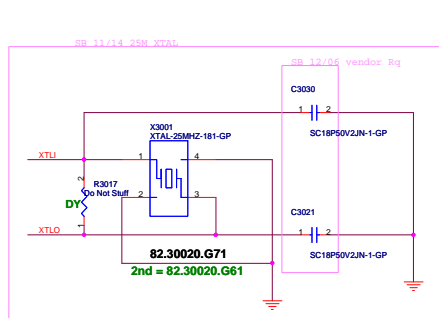 SB 11/14 25M XTAL
SB 12/06 vendor Rq
C3030
1 2
SC18P50V2JN-1-GP
X3001
XTAL-25MHZ-181-GP
XTLI
1 4
2
R3017
Do Not Stuff
DY
1
2 3
XTLO
C3021
1 2
SC18P50V2JN-1-GP
82.30020.G71
2nd = 82.30020.G61